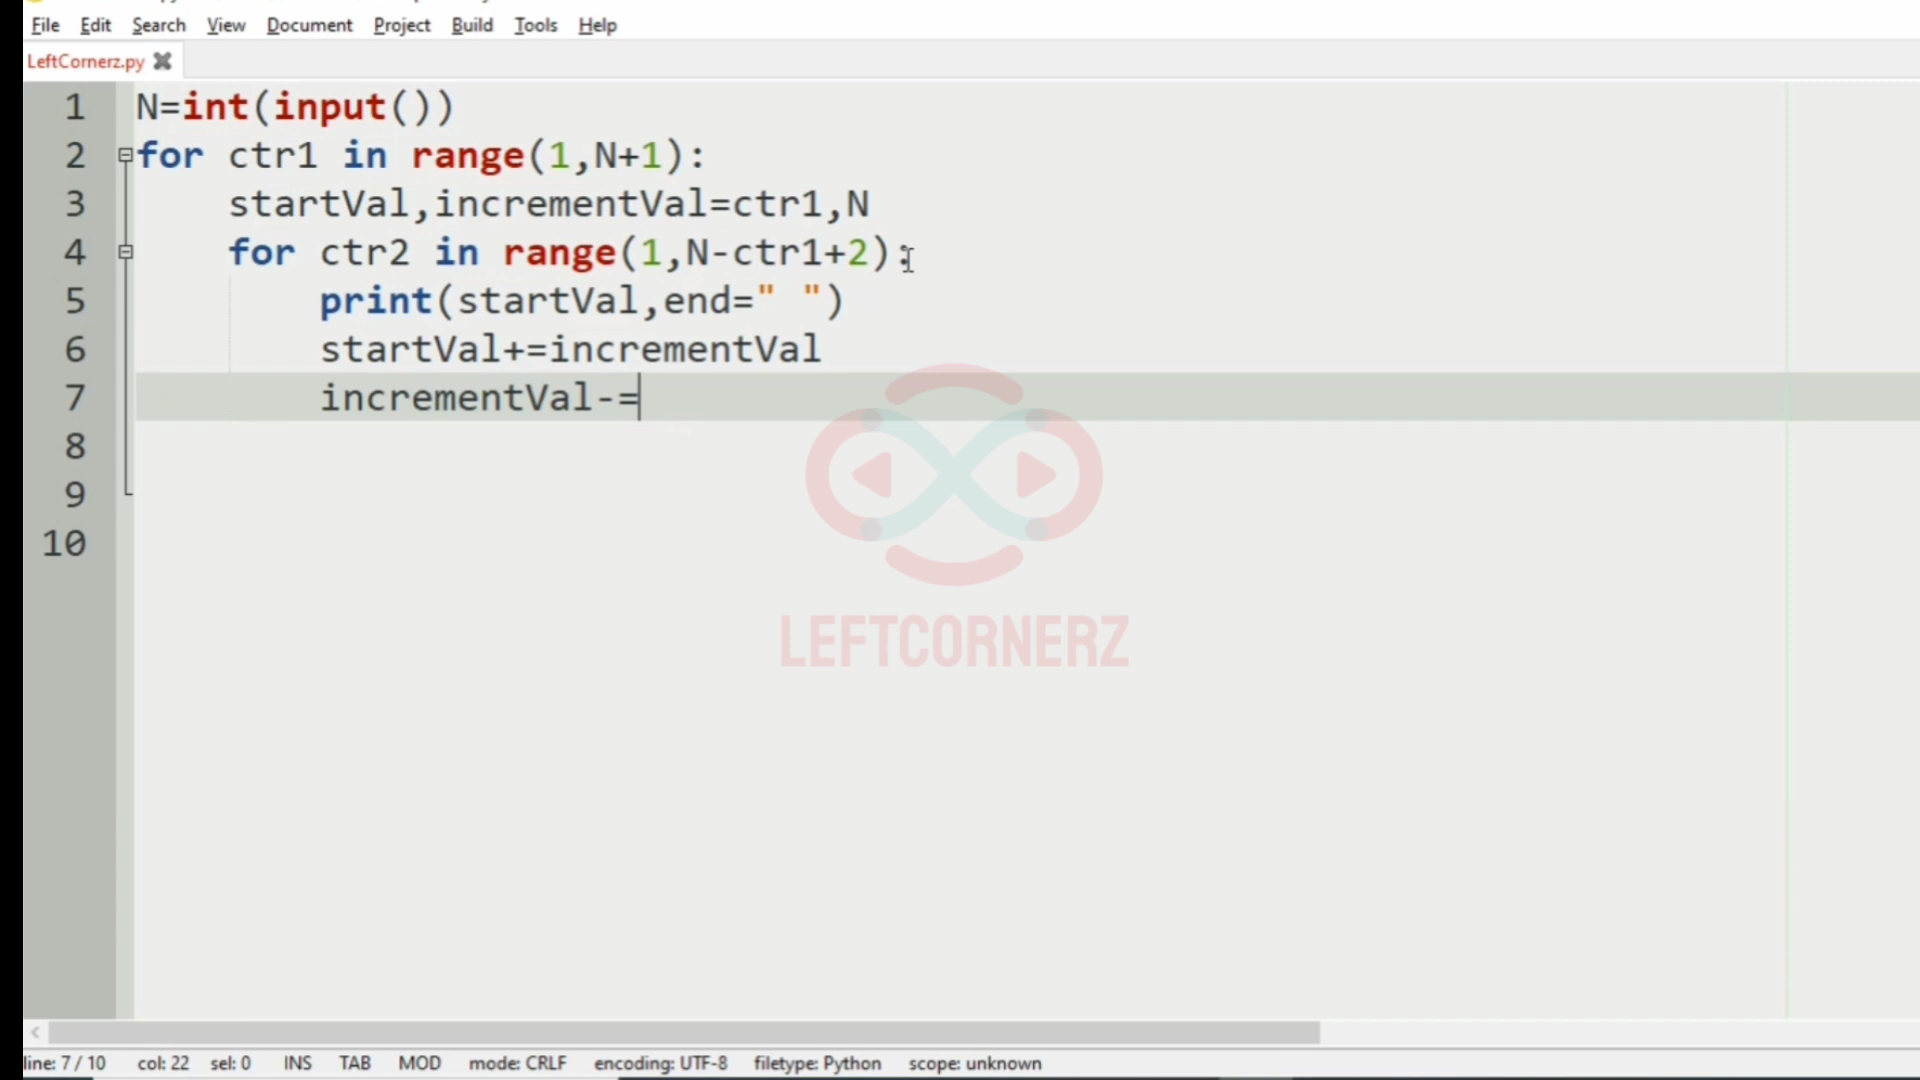 File Edit Search View Document Project Build Tools Help
LeftCornerz.py
1 N=int(input())
2 for ctr1 in range(1,N+1):
3 startVal,incrementVal=ctr1,N
4 for ctr2 in range(1,N-ctr1+2):
5 print(startVal,end=" ")
6 startVal+=incrementVal
7 incrementVal-=
8
9
10
LEFTCORNERZ
line: 7 / 10 col: 22 sel: 0 INS TAB MOD mode: CRLF encoding: UTF-8 filetype: Python scope: unknown